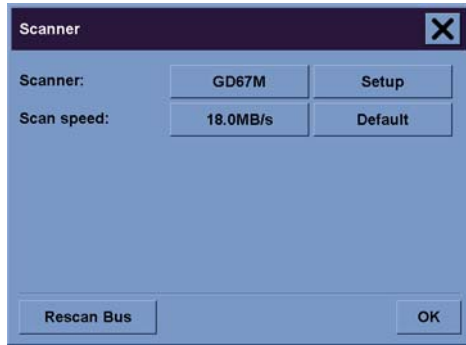 Scanner
Scanner: GD67M Setup
Scan speed: 18.0MB/s Default
Rescan Bus OK